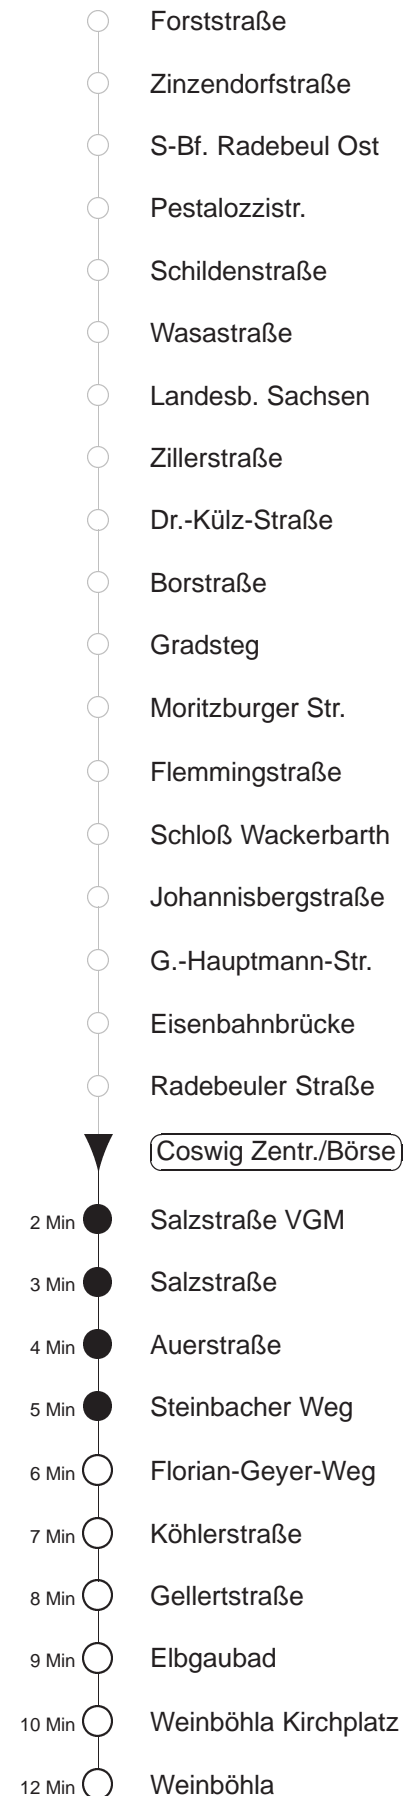 Forststraße
Zinzendorfstraße
S-Bf. Radebeul Ost
Pestalozzistr.
Schildenstraße
Wasastraße
Landesb. Sachsen
Zillerstraße
Dr.-Külz-Straße
Borstraße
Gradsteg
Moritzburger Str.
Flemmingstraße
Schloß Wackerbarth
Johannisbergstraße
G.-Hauptmann-Str.
Eisenbahnbrücke
Radebeuler Straße
Coswig Zentr./Börse
2 Min Salzstraße VGM
3 Min Salzstraße
4 Min Auerstraße
5 Min Steinbacher Weg
6 Min Florian-Geyer-Weg
7 Min Köhlerstraße
8 Min Gellertstraße
9 Min Elbgaubad
10 Min Weinböhla Kirchplatz
12 Min Weinböhla